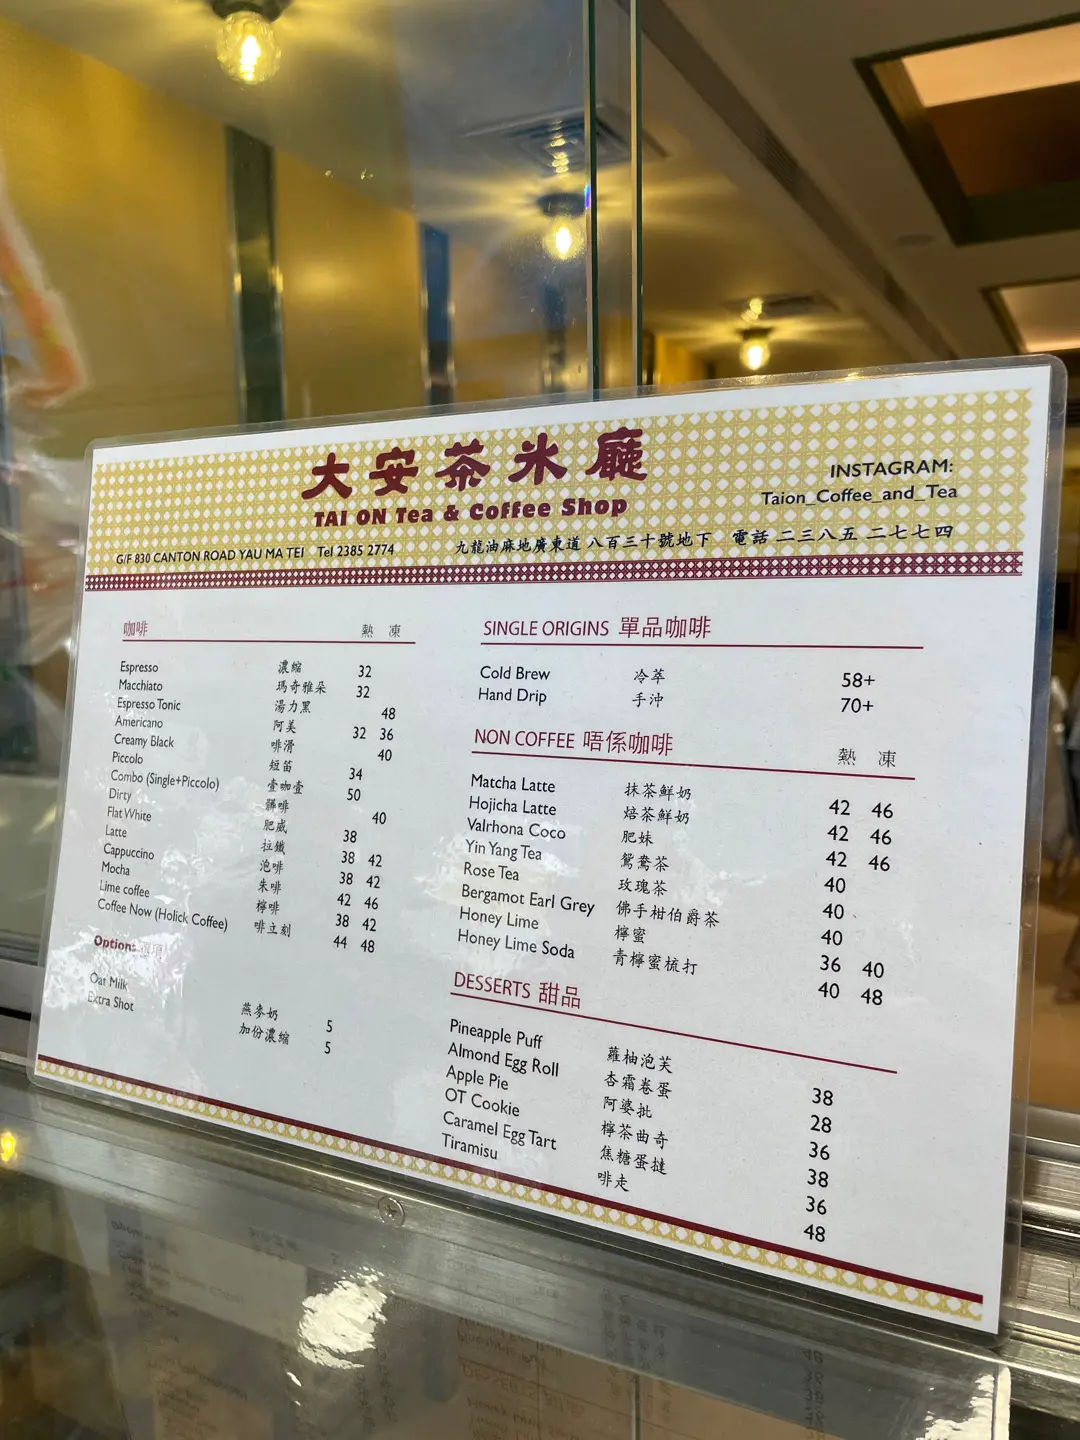 大安茶氷廳
TAI ON Tea & Coffee Shop
INSTAGRAM:
Taion_Coffee_and_Tea
G/F 830 CANTON ROAD YAU MA TEI Tel 2385 2774
九龍油麻地廣東道八百三十號地下 電話 二三八五 二七七四
咖啡 熱 凍
Espresso 濃縮 32
Macchiato 瑪奇雅朵 32
Espresso Tonic 湯力黑 48
Americano 阿美 32 36
Creamy Black 啡滑 40
Piccolo 短笛 34
Combo (Single+Piccolo) 壹咖壹 50
Dirty 髒啡 40
Flat White 肥威 38
Latte 拉鐵 38 42
Cappuccino 泡啡 38 42
Mocha 朱啡 42 46
Lime coffee 檸啡 38 42
Coffee Now (Holick Coffee) 啡立刻 44 48
Options 選項
Oat Milk 燕麥奶 5
Extra Shot 加份濃縮 5
SINGLE ORIGINS 單品咖啡
Cold Brew 冷萃 58+
Hand Drip 手沖 70+
NON COFFEE 唔係咖啡 熱 凍
Matcha Latte 抹茶鮮奶 42 46
Hojicha Latte 焙茶鮮奶 42 46
Valrhona Coco 肥妹 42 46
Yin Yang Tea 鴛鴦茶 40
Rose Tea 玫瑰茶 40
Bergamot Earl Grey 佛手柑伯爵茶 40
Honey Lime 檸蜜 36 40
Honey Lime Soda 青檸蜜梳打 40 48
DESSERTS 甜品
Pineapple Puff 蘿柚泡芙 38
Almond Egg Roll 杏霜卷蛋 28
Apple Pie 阿婆批 36
OT Cookie 檸茶曲奇 38
Caramel Egg Tart 焦糖蛋撻 36
Tiramisu 啡走 48